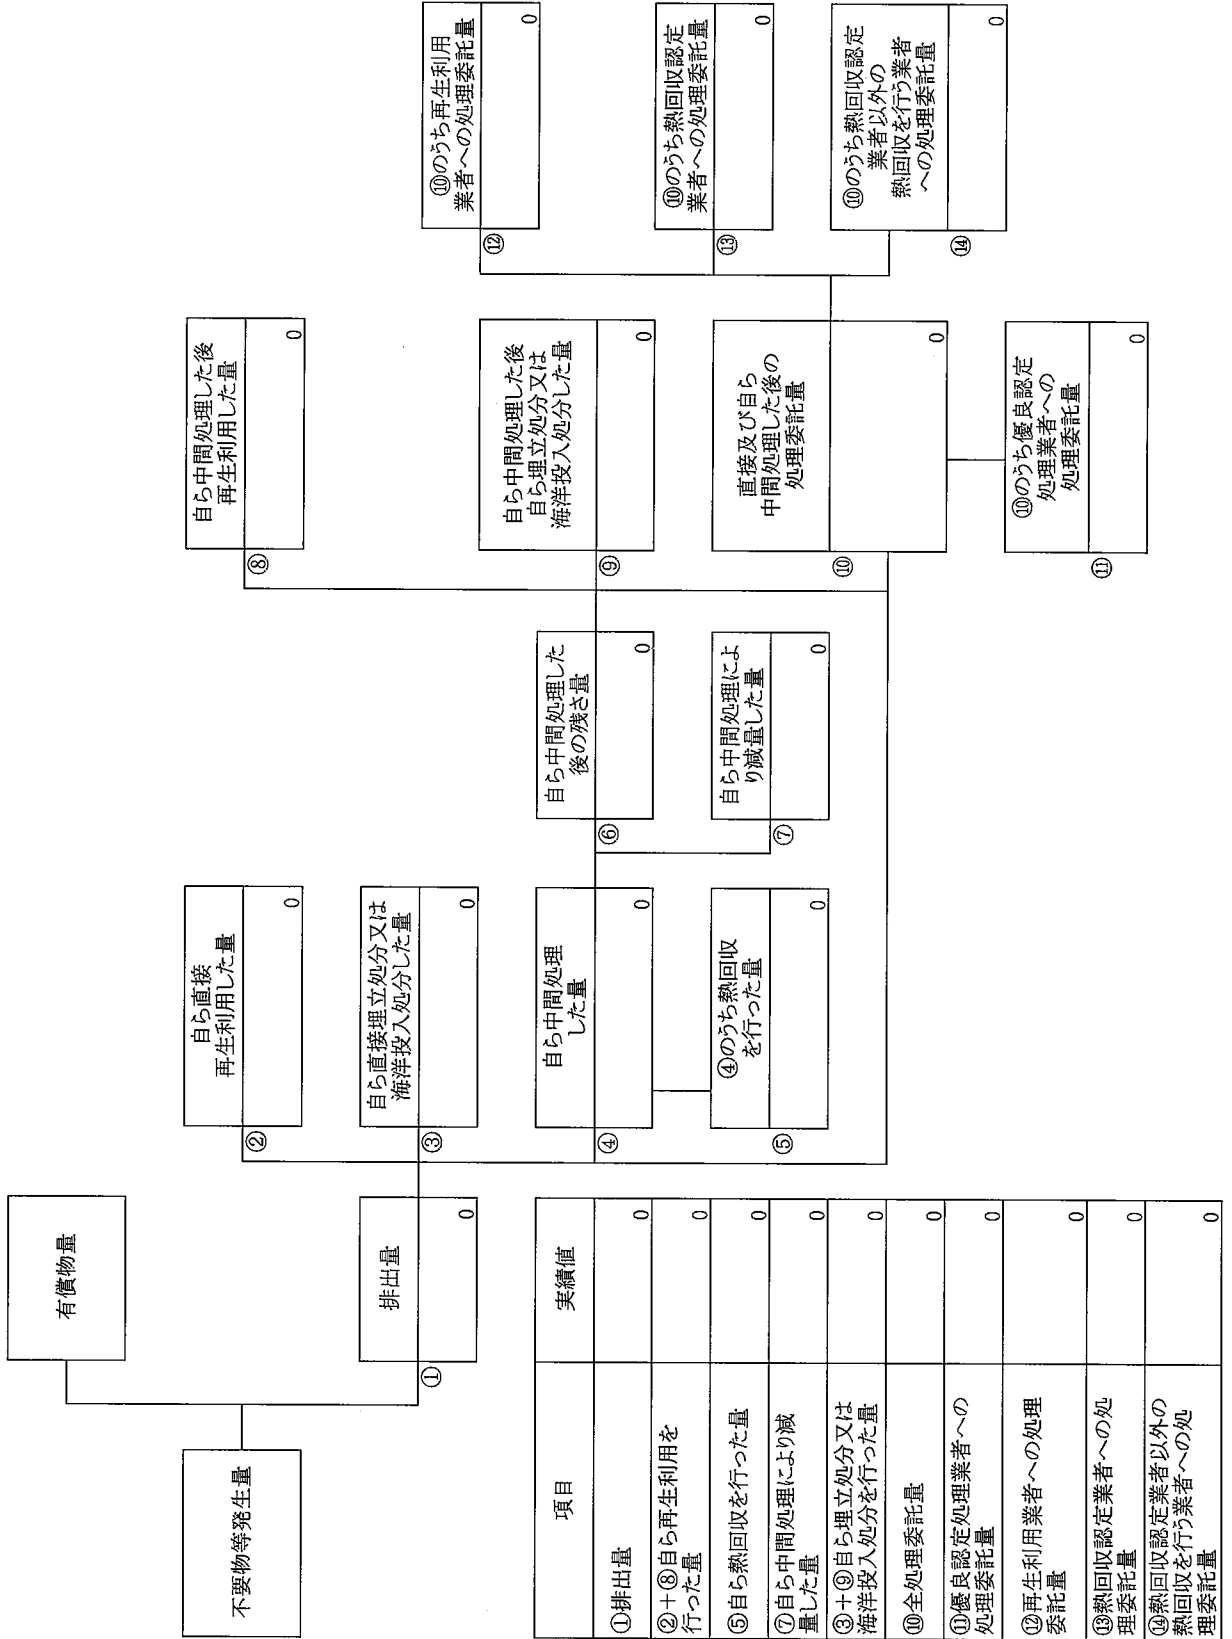 不要物等発生量
有償物量
①
排出量
0
②
自ら直接
再生利用した量
0
③
自ら直接埋立処分又は
海洋投入処分した量
0
④
自ら中間処理
した量
0
⑤
④のうち熱回収
を行った量
0
⑥
自ら中間処理した
後の残さ量
0
⑦
自ら中間処理によ
り減量した量
0
⑧
自ら中間処理した後
再生利用した量
0
⑨
自ら中間処理した後
自ら埋立処分又は
海洋投入処分した量
0
⑩
直接及び自ら
中間処理した後の
処理委託量
0
⑪
⑩のうち優良認定
処理業者への
処理委託量
0
⑫
⑩のうち再生利用
業者への処理委託量
0
⑬
⑩のうち熱回収認定
業者への処理委託量
0
⑭
⑩のうち熱回収認定
業者以外の
熱回収を行う業者
への処理委託量
0
項目 実績値
①排出量 0
②+⑧自ら再生利用を
行った量 0
⑤自ら熱回収を行った量 0
⑦自ら中間処理により減
量した量 0
③+⑨自ら埋立処分又は
海洋投入処分を行った量 0
⑩全処理委託量 0
⑪優良認定処理業者への
処理委託量 0
⑫再生利用業者への処理
委託量 0
⑬熱回収認定業者への処
理委託量 0
⑭熱回収認定業者以外の
熱回収を行う業者への処
理委託量 0